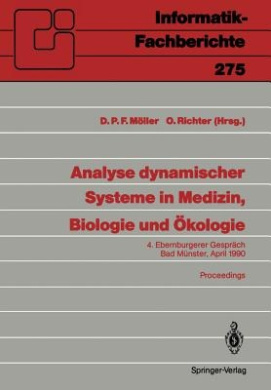 Informatik-
Fachberichte
275
D. P. F. Möller   O. Richter (Hrsg.)
Analyse dynamischer
Systeme in Medizin,
Biologie und Ökologie
4. Ebernburgerer Gespräch
Bad Münster, April 1990
Proceedings
Springer-Verlag